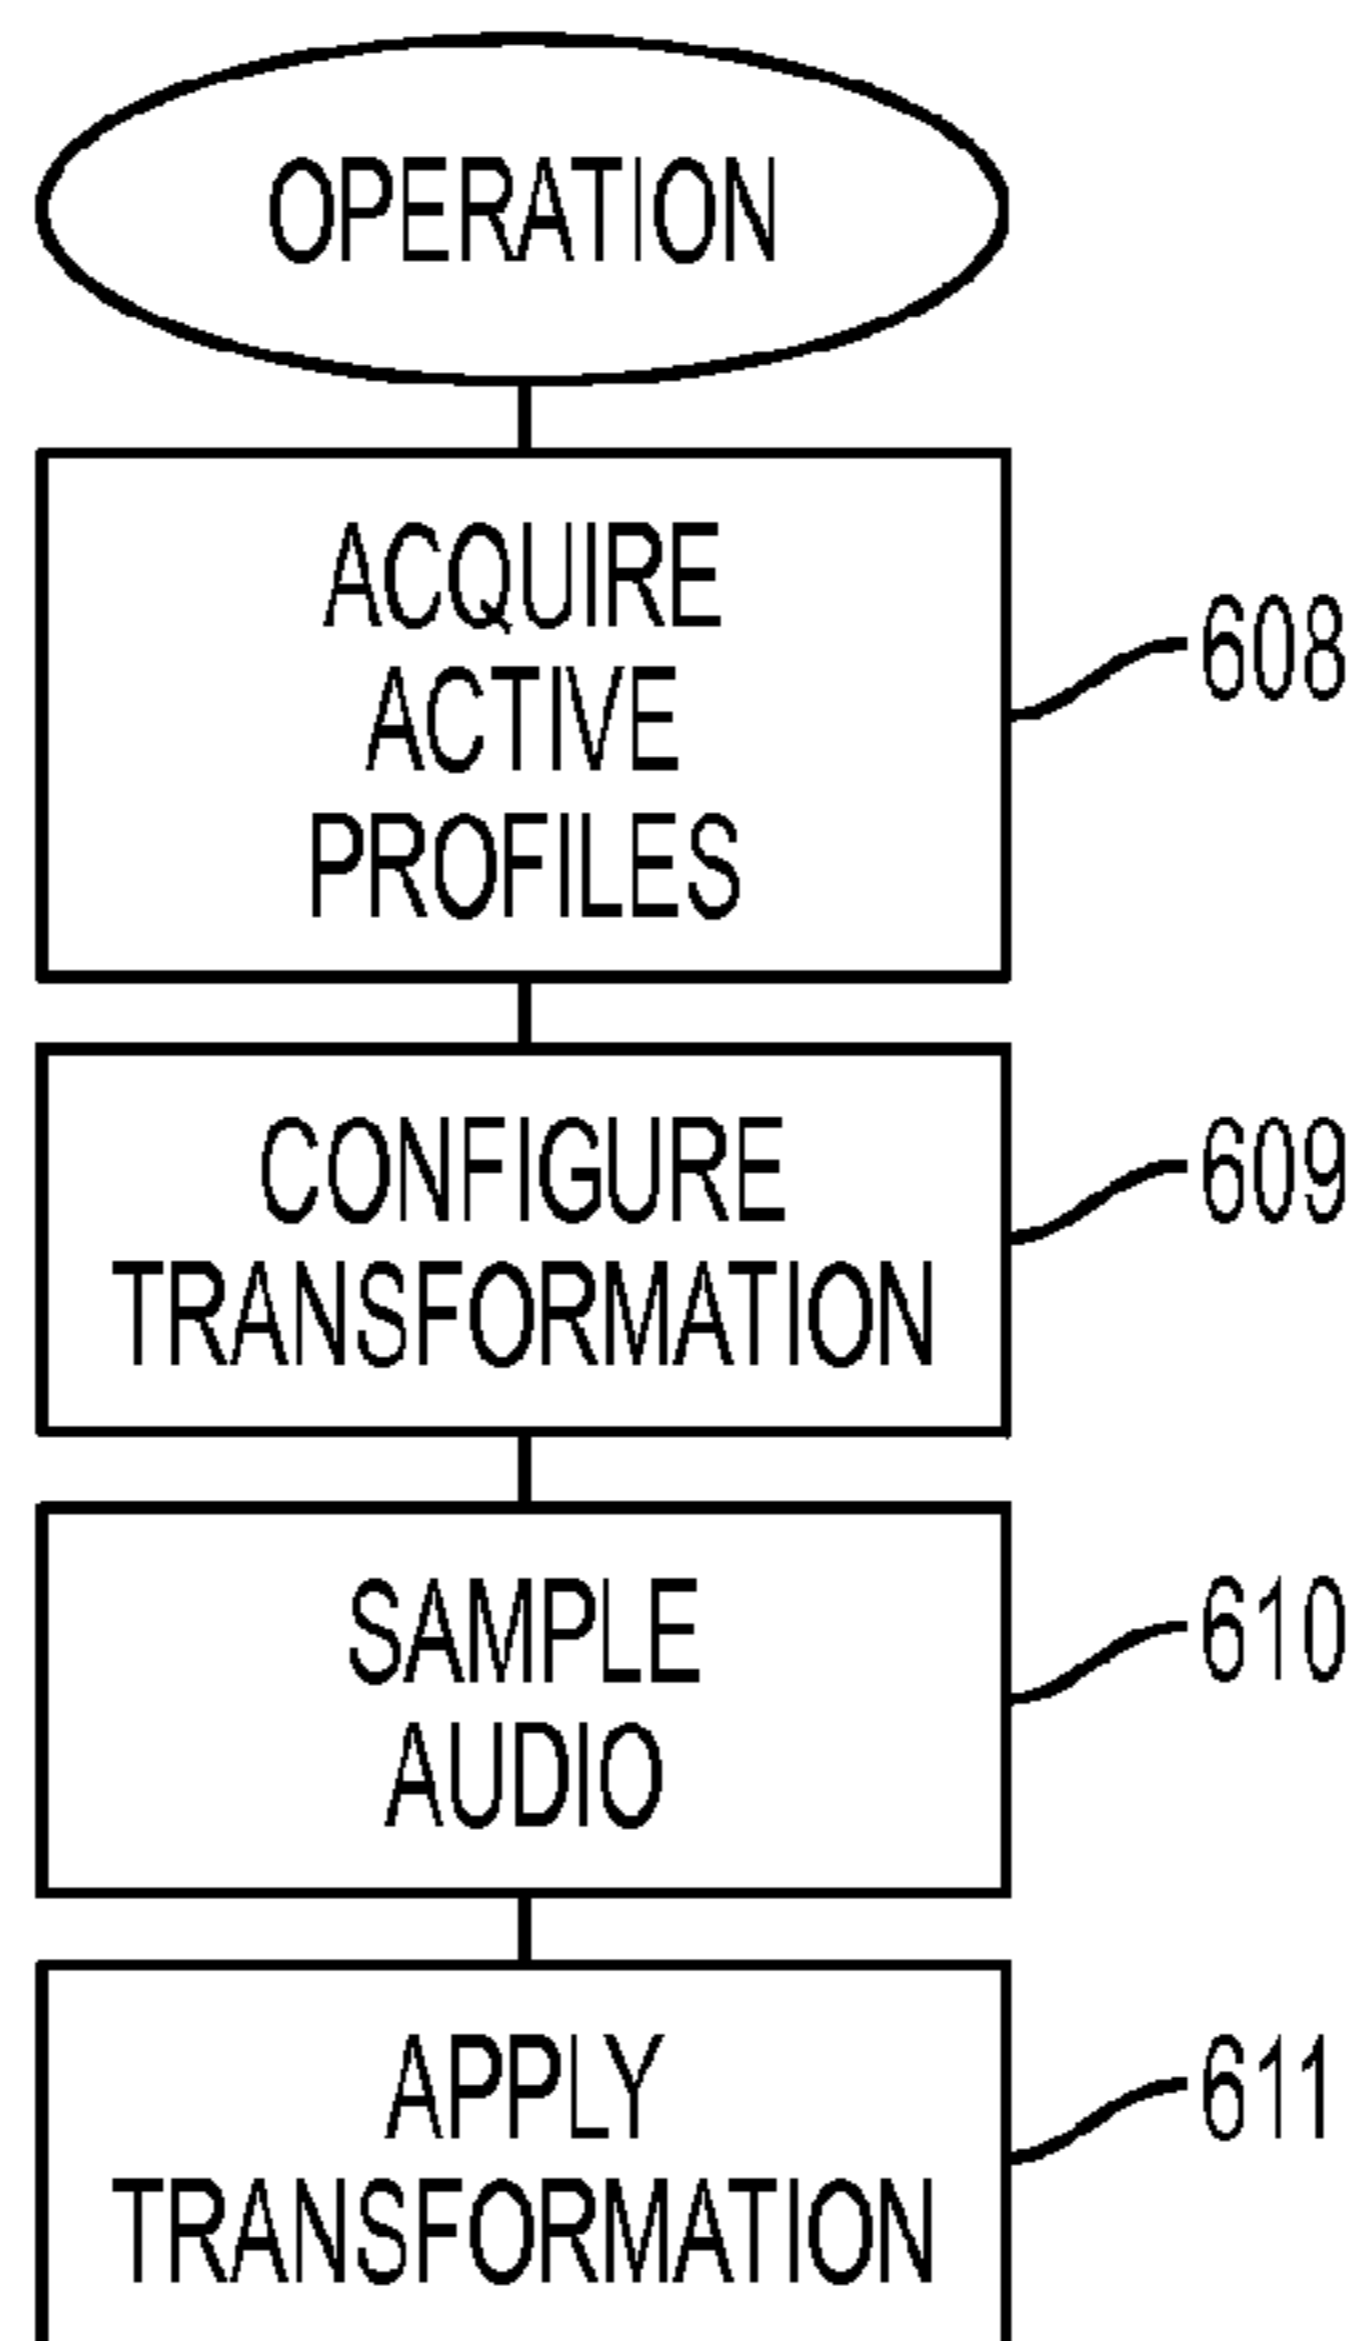 OPERATION
ACQUIRE
ACTIVE
PROFILES
608
CONFIGURE
TRANSFORMATION
609
SAMPLE
AUDIO
610
APPLY
TRANSFORMATION
611